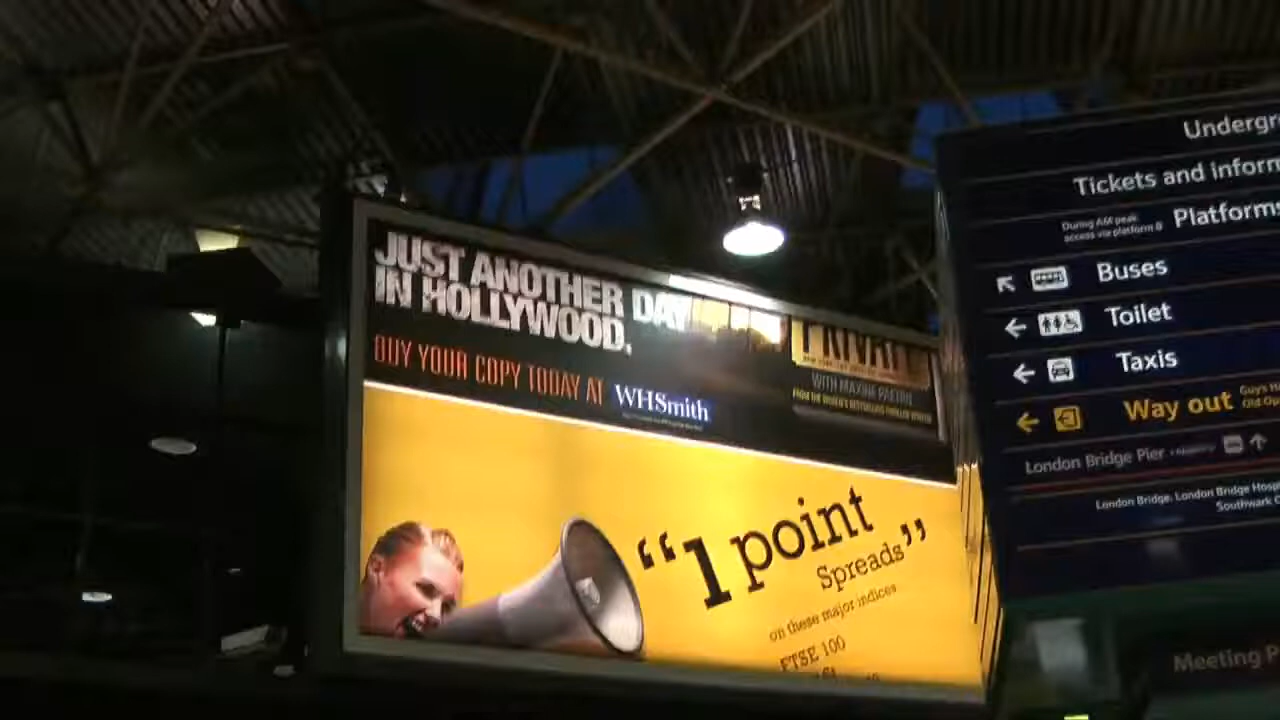 JUST ANOTHER DAY
IN HOLLYWOOD.
BUY YOUR COPY TODAY AT WHSmith
WITH MAXINE PAETRO
"1 point
Spreads"
on these major indices
FTSE 100
Undergr
Tickets and inform
During AM peak
access via platform 8
Platforms
Buses
Toilet
Taxis
Way out
London Bridge Pier
London Bridge, London Bridge Hosp
Southwark C
Meeting P